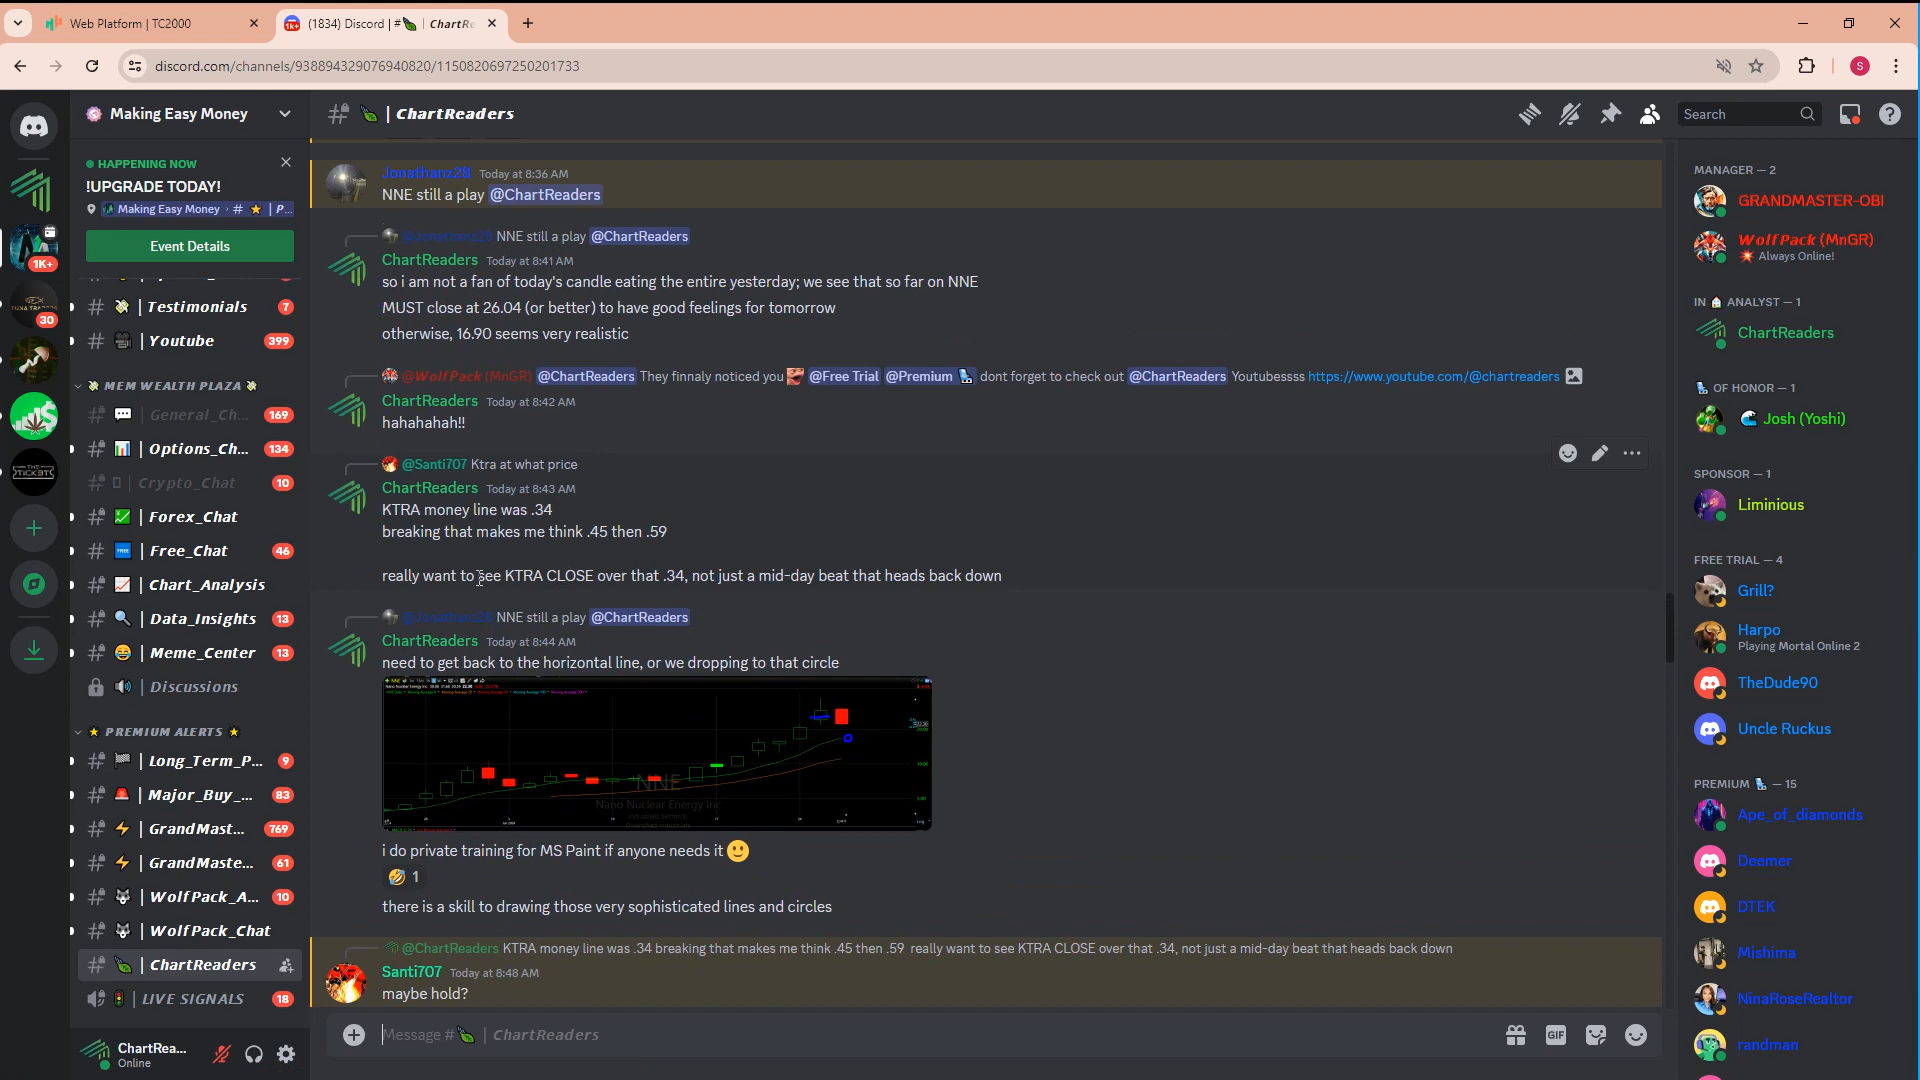 Web Platform | TC2000
(1834) Discord | # | ChartRe
discord.com/channels/938894329076940820/1150820697250201733
Making Easy Money
HAPPENING NOW
!UPGRADE TODAY!
Making Easy Money › # | P...
Event Details
1K+
30
# | Testimonials 7
# | Youtube 399
MEM WEALTH PLAZA
# | General_Ch... 169
# | Options_Ch... 134
# | Crypto_Chat 10
# | Forex_Chat
# | Free_Chat 46
# | Chart_Analysis
# | Data_Insights 13
# | Meme_Center 13
| Discussions
PREMIUM ALERTS
# | Long_Term_P... 9
# | Major_Buy_... 83
# | GrandMast... 769
# | GrandMaste... 61
# | WolfPack_A... 10
# | WolfPack_Chat
# | ChartReaders
| LIVE SIGNALS 18
ChartRea...
Online
# | ChartReaders
Search
Jonathanz28 Today at 8:36 AM
NNE still a play @ChartReaders
@Jonathanz28 NNE still a play @ChartReaders
ChartReaders Today at 8:41 AM
so i am not a fan of today's candle eating the entire yesterday; we see that so far on NNE
MUST close at 26.04 (or better) to have good feelings for tomorrow
otherwise, 16.90 seems very realistic
@WolfPack (MnGR) @ChartReaders They finnaly noticed you @Free Trial @Premium dont forget to check out @ChartReaders Youtubessss https://www.youtube.com/@chartreaders
ChartReaders Today at 8:42 AM
hahahahah!!
@Santi707 Ktra at what price
ChartReaders Today at 8:43 AM
KTRA money line was .34
breaking that makes me think .45 then .59
really want to see KTRA CLOSE over that .34, not just a mid-day beat that heads back down
@Jonathanz28 NNE still a play @ChartReaders
ChartReaders Today at 8:44 AM
need to get back to the horizontal line, or we dropping to that circle
NNE
Nano Nuclear Energy Inc
i do private training for MS Paint if anyone needs it
1
there is a skill to drawing those very sophisticated lines and circles
@ChartReaders KTRA money line was .34 breaking that makes me think .45 then .59 really want to see KTRA CLOSE over that .34, not just a mid-day beat that heads back down
Santi707 Today at 8:48 AM
maybe hold?
Message # | ChartReaders
GIF
MANAGER — 2
GRANDMASTER-OBI
WolfPack (MnGR)
Always Online!
IN ANALYST — 1
ChartReaders
OF HONOR — 1
Josh (Yoshi)
SPONSOR — 1
Liminious
FREE TRIAL — 4
Grill?
Harpo
Playing Mortal Online 2
TheDude90
Uncle Ruckus
PREMIUM — 15
Ape_of_diamonds
Deemer
DTEK
Mishima
NinaRoseRealtor
randman